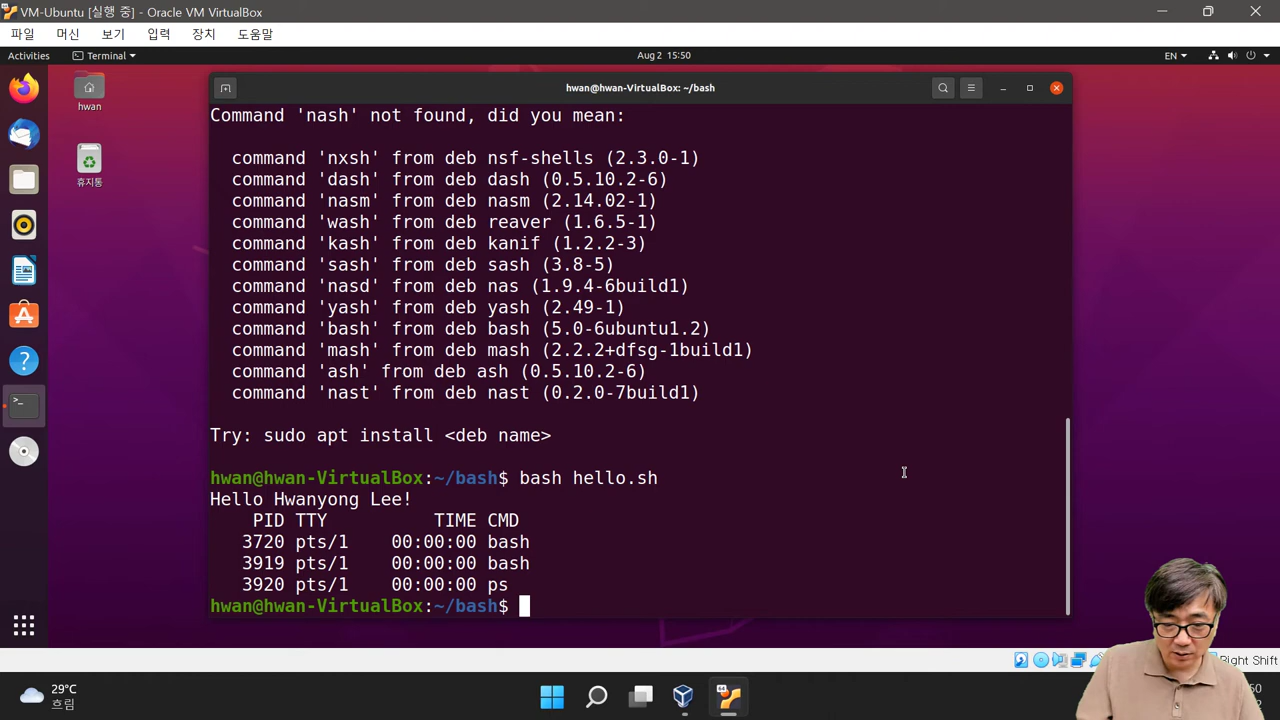 VM-Ubuntu [실행 중] - Oracle VM VirtualBox
파일 머신 보기 입력 장치 도움말
Activities Terminal Aug 2 15:50 EN
hwan@hwan-VirtualBox: ~/bash
hwan
휴지통
Command 'nash' not found, did you mean:
command 'nxsh' from deb nsf-shells (2.3.0-1)
command 'dash' from deb dash (0.5.10.2-6)
command 'nasm' from deb nasm (2.14.02-1)
command 'wash' from deb reaver (1.6.5-1)
command 'kash' from deb kanif (1.2.2-3)
command 'sash' from deb sash (3.8-5)
command 'nasd' from deb nas (1.9.4-6build1)
command 'yash' from deb yash (2.49-1)
command 'bash' from deb bash (5.0-6ubuntu1.2)
command 'mash' from deb mash (2.2.2+dfsg-1build1)
command 'ash' from deb ash (0.5.10.2-6)
command 'nast' from deb nast (0.2.0-7build1)
Try: sudo apt install <deb name>
hwan@hwan-VirtualBox:~/bash$ bash hello.sh
Hello Hwanyong Lee!
PID TTY TIME CMD
3720 pts/1 00:00:00 bash
3919 pts/1 00:00:00 bash
3920 pts/1 00:00:00 ps
hwan@hwan-VirtualBox:~/bash$
Right Shift
29°C
흐림